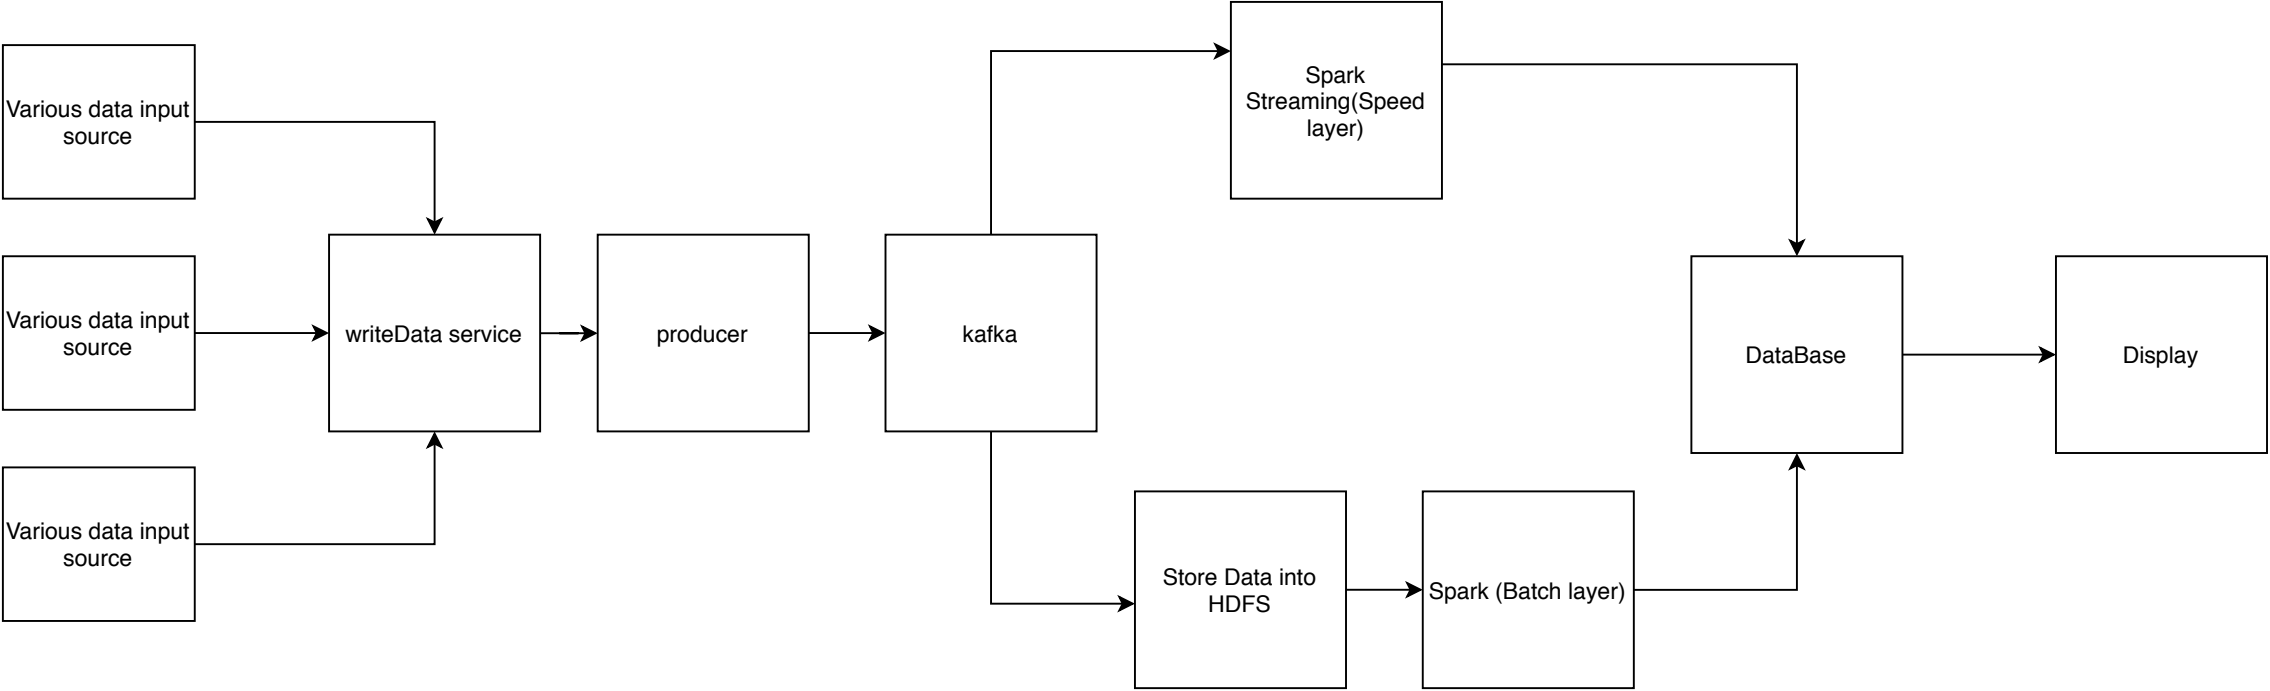 Various data input
source
Various data input
source
Various data input
source
writeData service
producer
kafka
Spark
Streaming(Speed
layer)
Store Data into
HDFS
Spark (Batch layer)
DataBase
Display